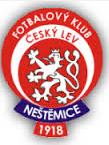 FOTBALOVÝ KLUB
ČESKÝ LEV
NEŠTĚMICE
1918